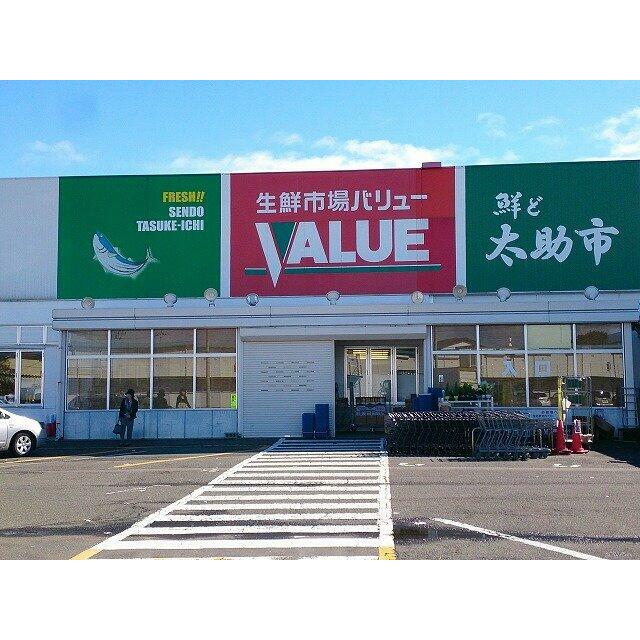 FRESH!!
SENDO
TASUKE-ICHI
生鮮市場バリュー
VALUE
鮮ど
太助市
入口